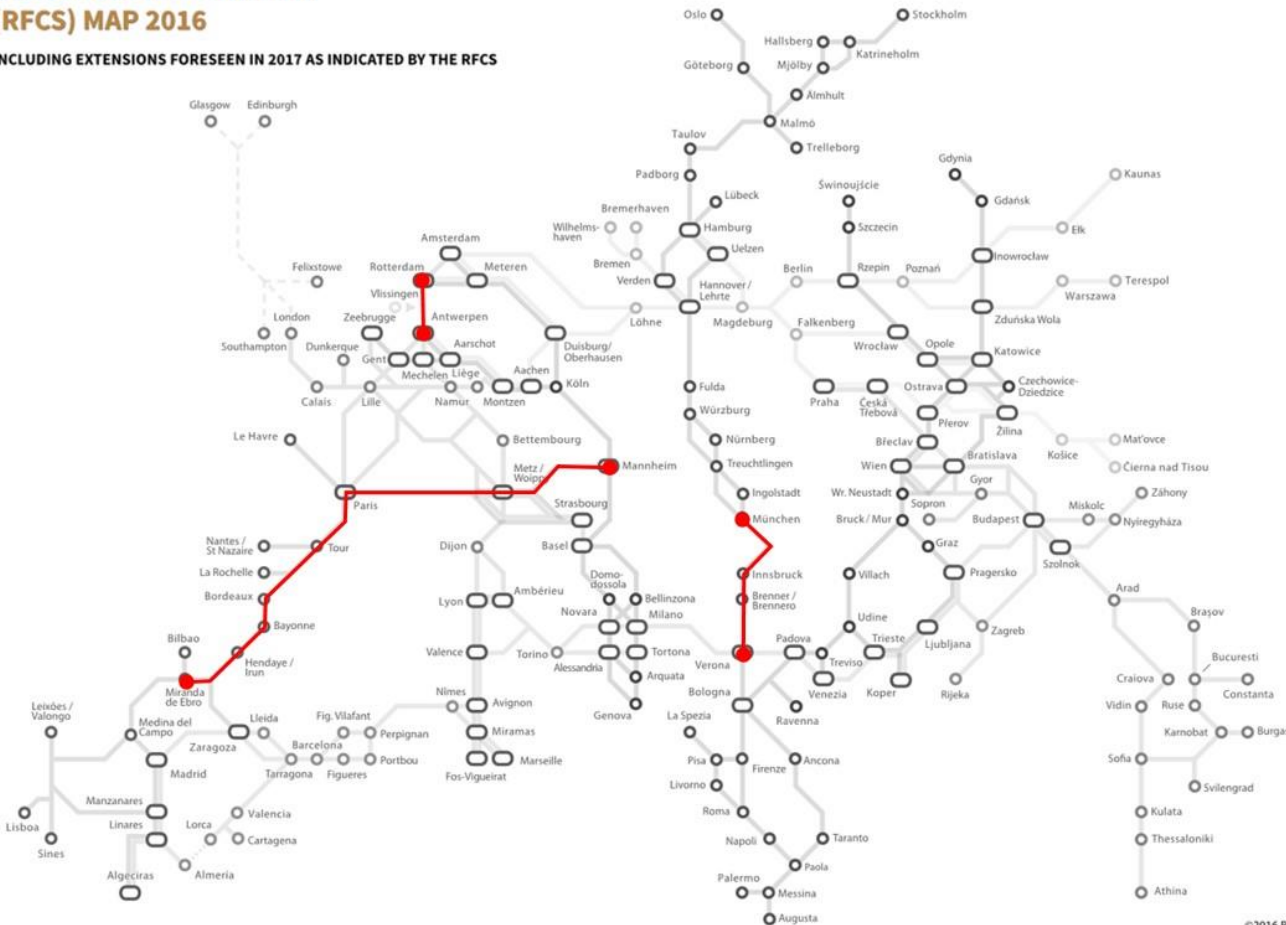 RFCS) MAP 2016
NCLUDING EXTENSIONS FORESEEN IN 2017 AS INDICATED BY THE RFCS
Oslo
Stockholm
Hallsberg
Katrineholm
Göteborg
Mjölby
Älmhult
Glasgow
Edinburgh
Malmö
Taulov
Trelleborg
Padborg
Gdynia
Kaunas
Świnoujście
Lübeck
Gdańsk
Bremerhaven
Wilhelms-
haven
Hamburg
Szczecin
Ełk
Amsterdam
Uelzen
Bremen
Inowrocław
Felixstowe
Rotterdam
Meteren
Verden
Hannover /
Lehrte
Berlin
Rzepin
Poznań
Terespol
Vlissingen
Warszawa
London
Zeebrugge
Antwerpen
Löhne
Magdeburg
Falkenberg
Zduńska Wola
Southampton
Dunkerque
Gent
Aarschot
Duisburg/
Oberhausen
Wrocław
Opole
Katowice
Mechelen
Liège
Aachen
Calais
Lille
Namur
Montzen
Köln
Fulda
Praha
Česká
Třebová
Ostrava
Czechowice-
Dziedzice
Würzburg
Přerov
Žilina
Le Havre
Bettembourg
Nürnberg
Břeclav
Košice
Maťovce
Metz /
Woippy
Mannheim
Treuchtlingen
Wien
Bratislava
Čierna nad Tisou
Paris
Strasbourg
Ingolstadt
Wr. Neustadt
Gyor
Sopron
Miskolc
Záhony
München
Bruck / Mur
Budapest
Nyíregyháza
Nantes /
St Nazaire
Tour
Dijon
Basel
Graz
Szolnok
La Rochelle
Domo-
dossola
Innsbruck
Villach
Pragersko
Bordeaux
Lyon
Ambérieu
Bellinzona
Brenner /
Brennero
Arad
Novara
Milano
Udine
Brașov
Bayonne
Padova
Trieste
Ljubljana
Zagreb
Bilbao
Hendaye /
Irun
Valence
Torino
Alessandria
Tortona
Verona
Treviso
Bucuresti
Miranda
de Ebro
Arquata
Venezia
Koper
Rijeka
Craiova
Constanta
Leixões /
Valongo
Nîmes
Avignon
Genova
Bologna
Ravenna
Vidin
Ruse
Medina del
Campo
Zaragoza
Lleida
Fig. Vilafant
Perpignan
Miramas
La Spezia
Karnobat
Burga
Barcelona
Madrid
Tarragona
Figueres
Portbou
Fos-Vigueirat
Marseille
Pisa
Firenze
Ancona
Sofia
Livorno
Svilengrad
Manzanares
Lisboa
Valencia
Roma
Kulata
Linares
Lorca
Sines
Cartagena
Napoli
Taranto
Thessaloniki
Algeciras
Almeria
Paola
Palermo
Messina
Athina
Augusta